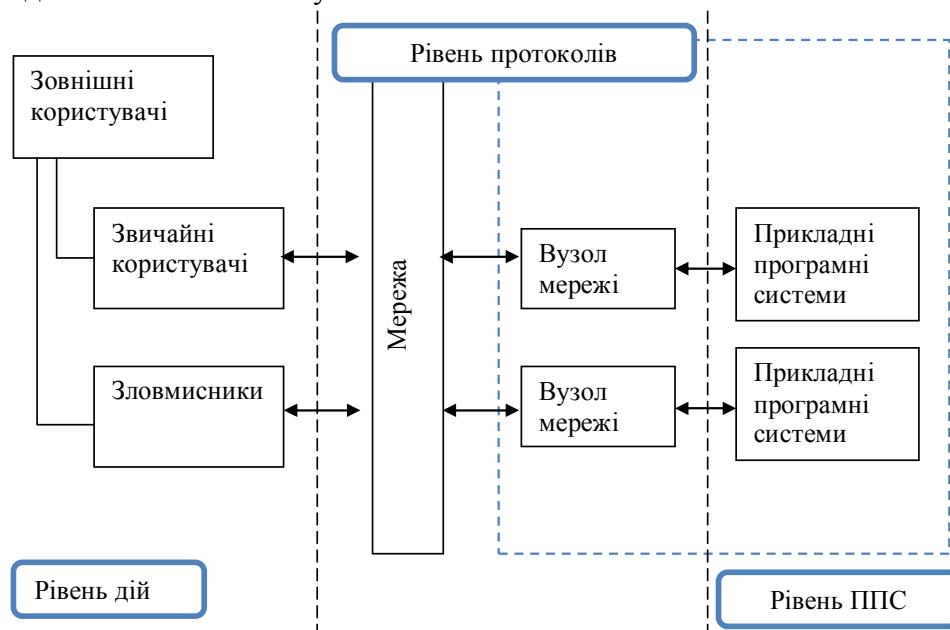 Рівень протоколів
Зовнішні
користувачі
Звичайні
користувачі
Зловмисники
Мережа
Вузол
мережі
Вузол
мережі
Прикладні
програмні
системи
Прикладні
програмні
системи
Рівень дій
Рівень ППС